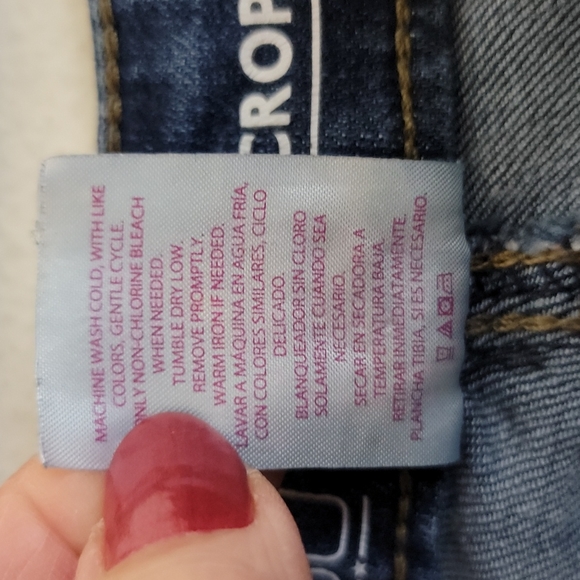 CROP
MACHINE WASH COLD, WITH LIKE
COLORS, GENTLE CYCLE.
ONLY NON-CHLORINE BLEACH
WHEN NEEDED.
TUMBLE DRY LOW.
REMOVE PROMPTLY.
WARM IRON IF NEEDED.
LAVAR A MÁQUINA EN AGUA FRÍA,
CON COLORES SIMILARES, CICLO
DELICADO.
BLANQUEADOR SIN CLORO
SOLAMENTE CUANDO SEA
NECESARIO.
SECAR EN SECADORA A
TEMPERATURA BAJA.
RETIRAR INMEDIATAMENTE.
PLANCHA TIBIA, SI ES NECESARIO.